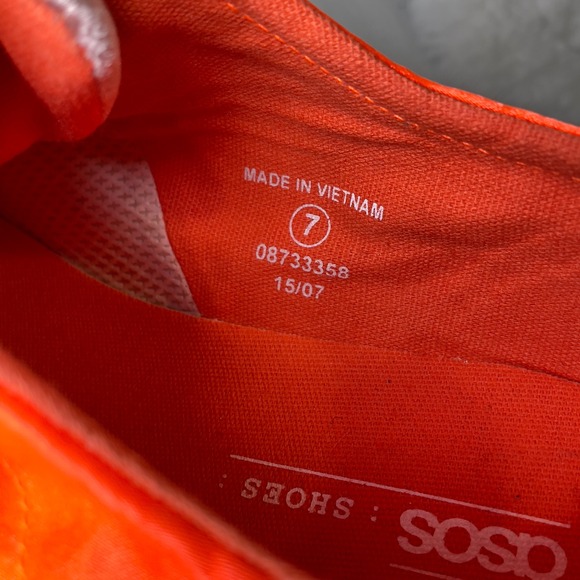 MADE IN VIETNAM
7
08733358
15/07
: SHOES :
asos